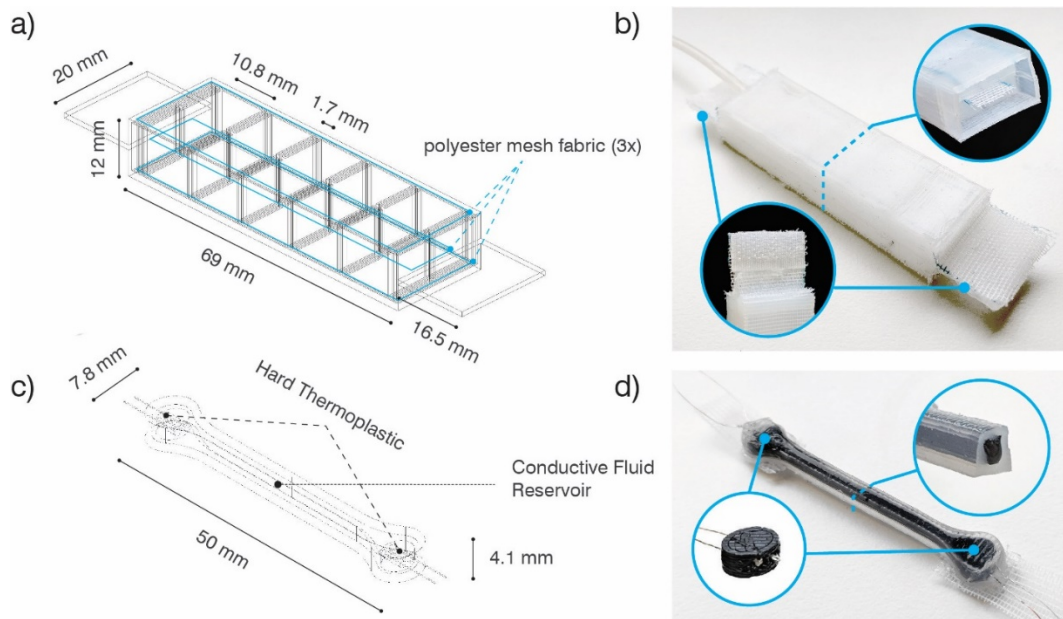 a)
20 mm
10.8 mm
1.7 mm
12 mm
polyester mesh fabric (3x)
69 mm
16.5 mm
b)
c)
7.8 mm
Hard Thermoplastic
Conductive Fluid
Reservoir
50 mm
4.1 mm
d)